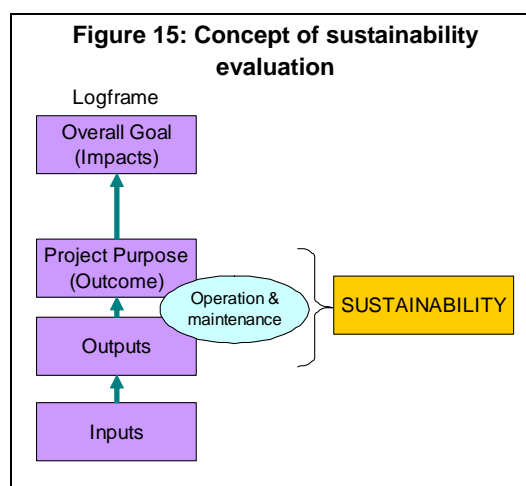 Figure 15: Concept of sustainability
evaluation
Logframe
Overall Goal
(Impacts)
Project Purpose
(Outcome)
Operation &
maintenance
SUSTAINABILITY
Outputs
Inputs